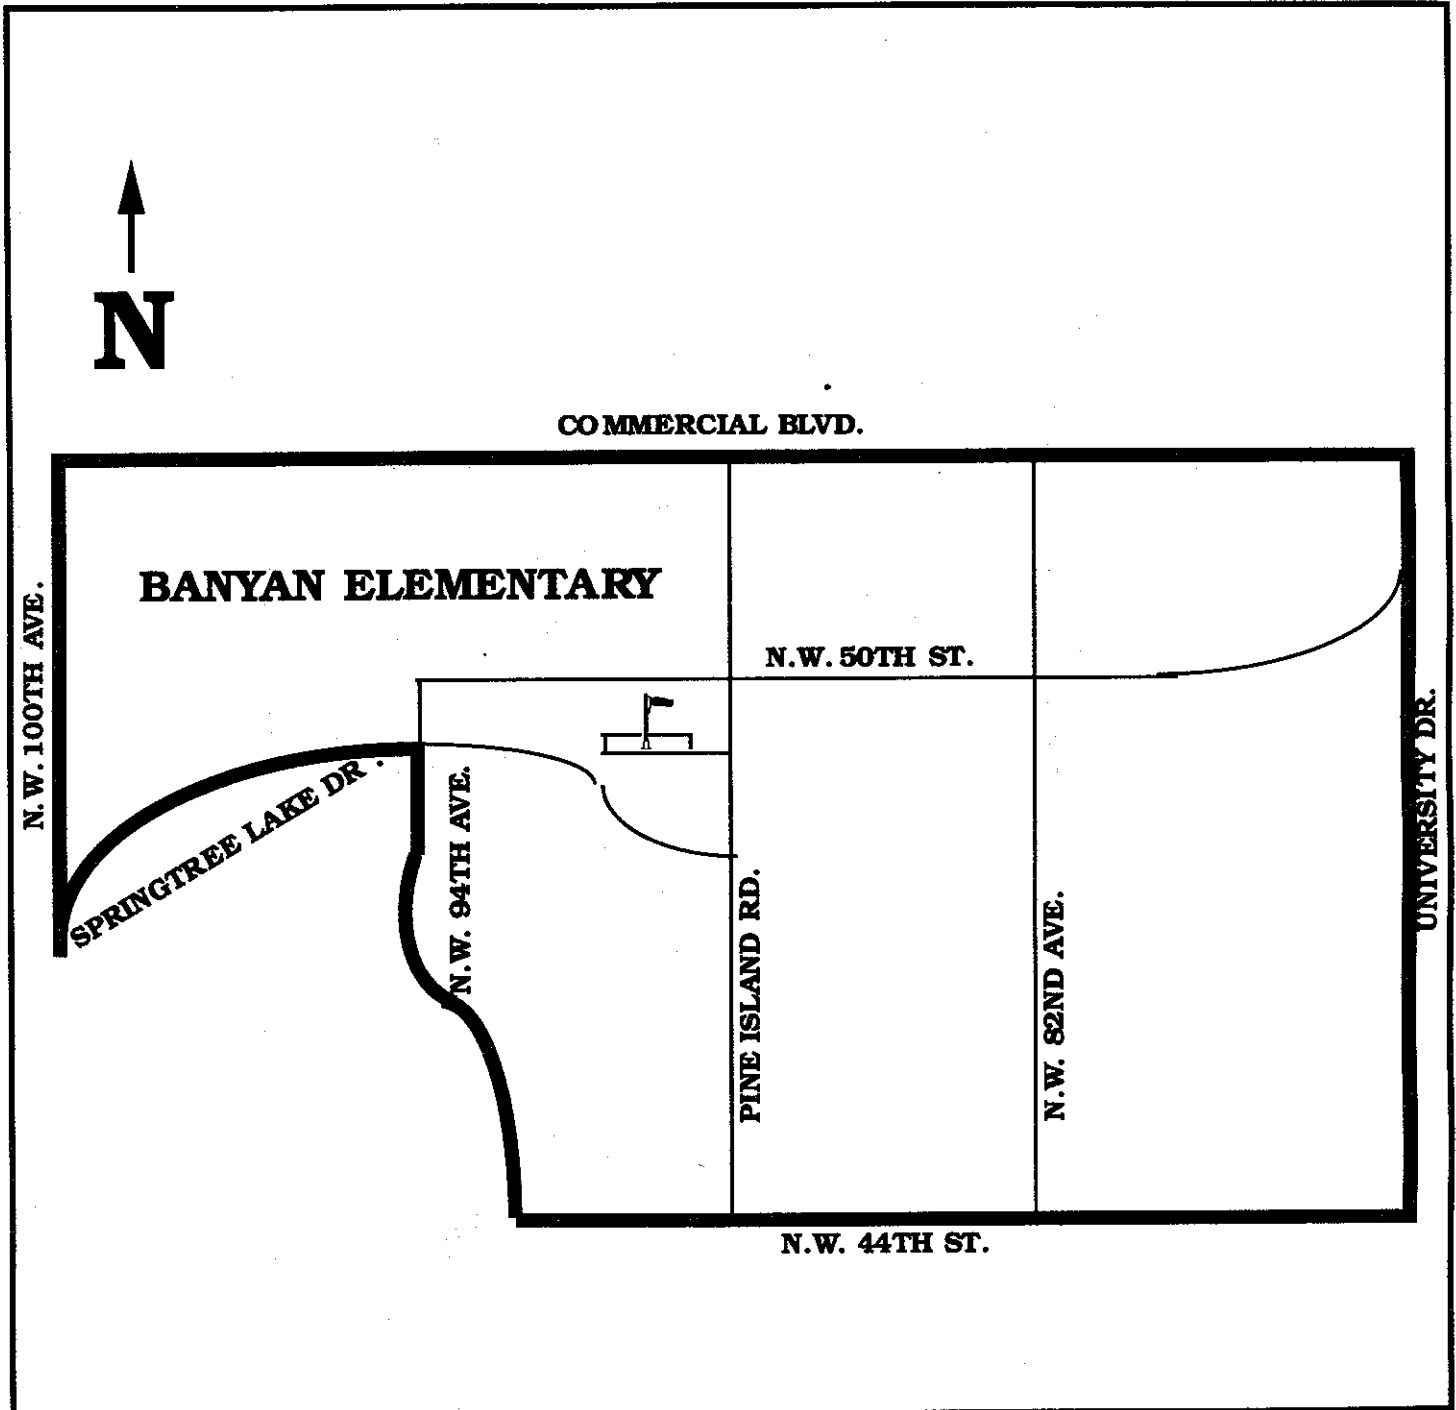 N
COMMERCIAL BLVD.
BANYAN ELEMENTARY
N.W. 100TH AVE.
N.W. 50TH ST.
UNIVERSITY DR.
SPRINGTREE LAKE DR.
N.W. 94TH AVE.
PINE ISLAND RD.
N.W. 82ND AVE.
N.W. 44TH ST.